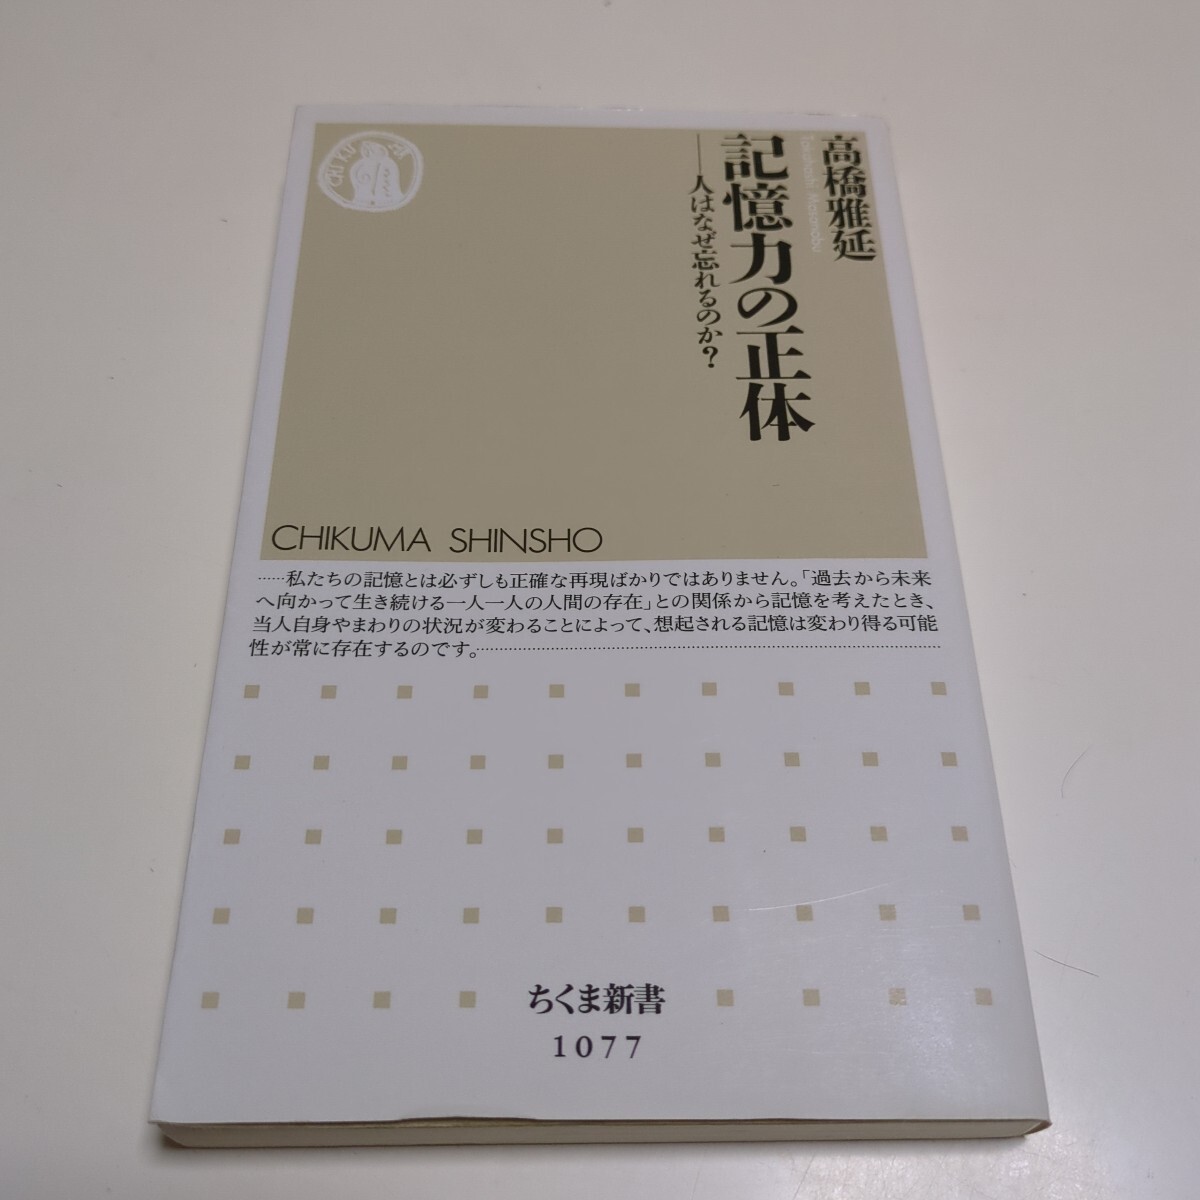 高橋雅延
Takahashi Masanobu
記憶力の正体
──人はなぜ忘れるのか?
CHIKUMA
CHIKUMA SHINSHO
……私たちの記憶とは必ずしも正確な再現ばかりではありません。「過去から未来
へ向かって生き続ける一人一人の人間の存在」との関係から記憶を考えたとき、
当人自身やまわりの状況が変わることによって、想起される記憶は変わり得る可能
性が常に存在するのです。……
ちくま新書
1077